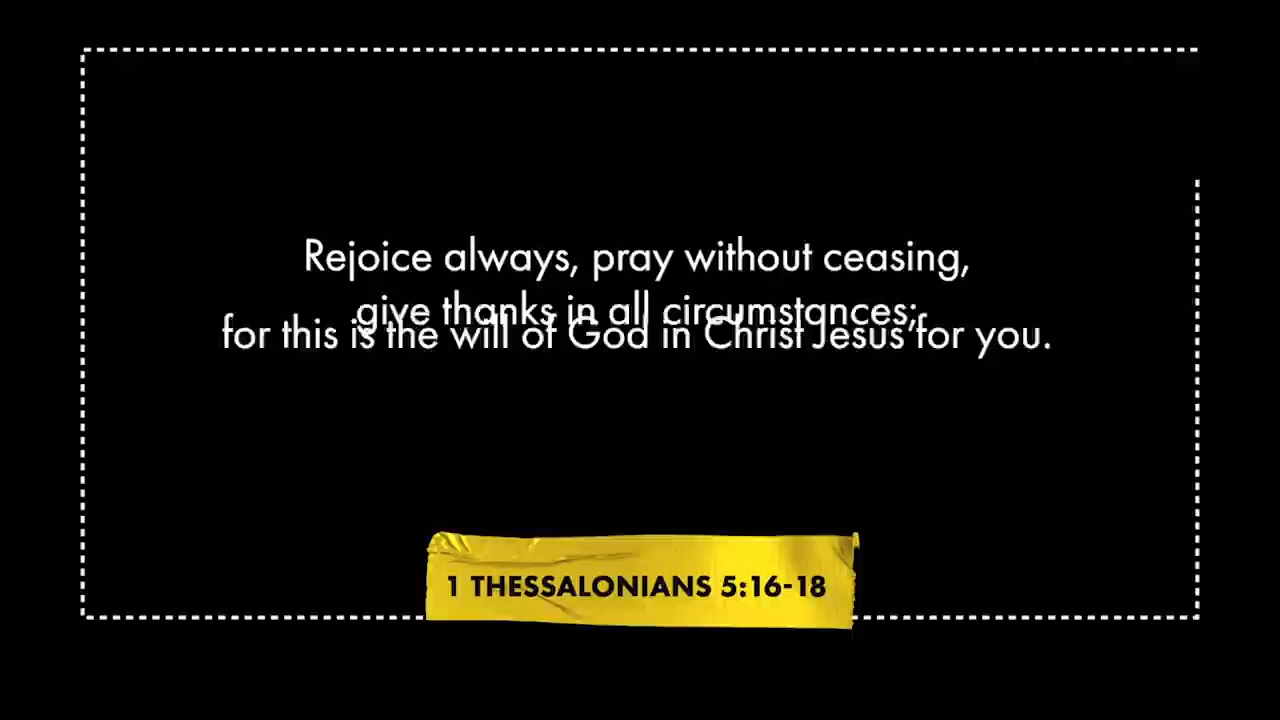 Rejoice always, pray without ceasing,
give thanks in all circumstances;
for this is the will of God in Christ Jesus for you.
1 THESSALONIANS 5:16-18